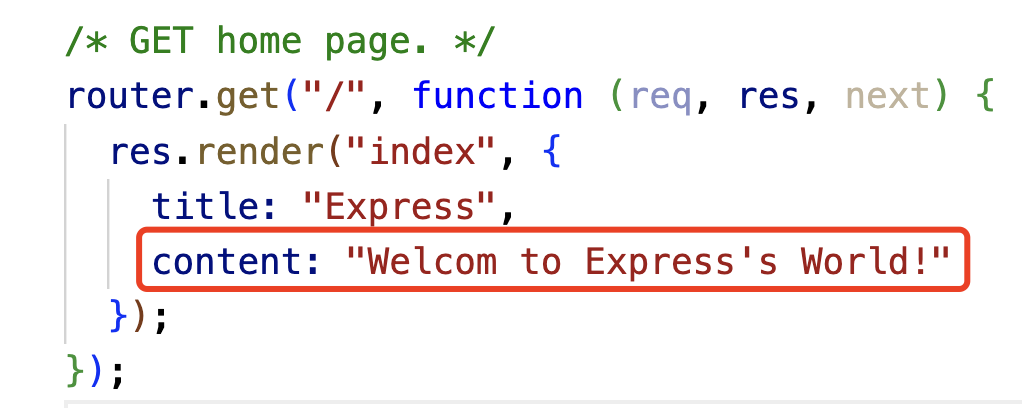 /* GET home page. */
router.get("/", function (req, res, next) {
  res.render("index", {
    title: "Express",
    content: "Welcom to Express's World!"
  });
});